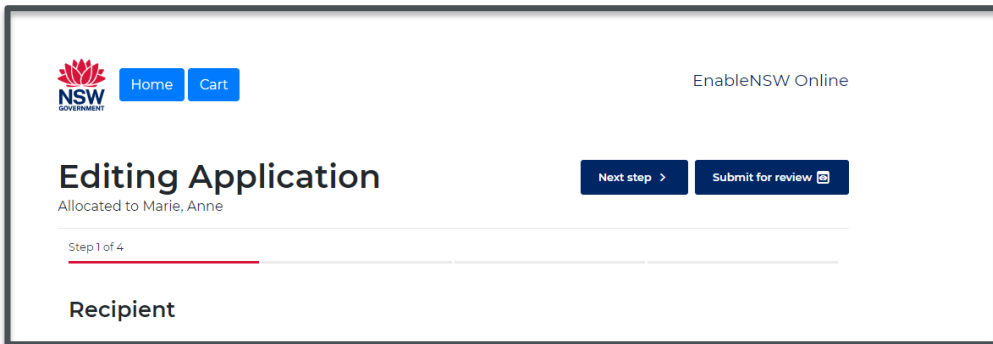 NSW
GOVERNMENT
Home
Cart
EnableNSW Online
Editing Application
Next step >
Submit for review
Allocated to Marie, Anne
Step 1 of 4
Recipient